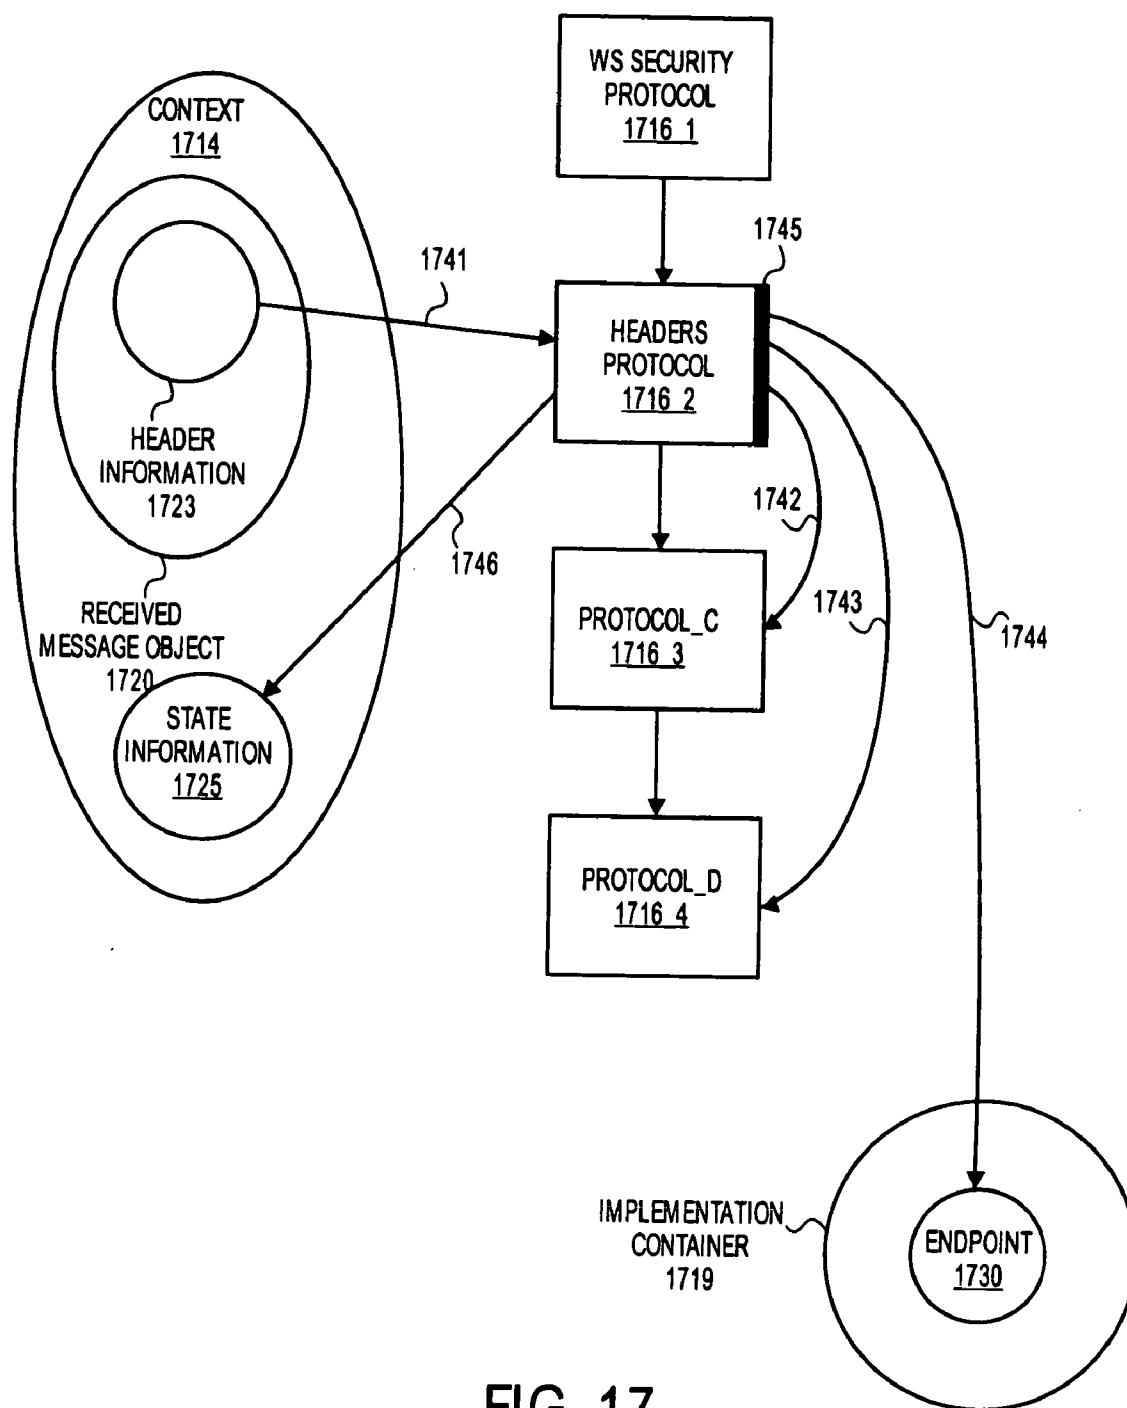 WS SECURITY
PROTOCOL
1716_1
CONTEXT
1714
1745
1741
HEADERS
PROTOCOL
1716_2
HEADER
INFORMATION
1723
1742
1746
RECEIVED
MESSAGE OBJECT
1720
PROTOCOL_C
1716_3
1743
1744
STATE
INFORMATION
1725
PROTOCOL_D
1716_4
IMPLEMENTATION
CONTAINER
1719
ENDPOINT
1730
FIG. 17